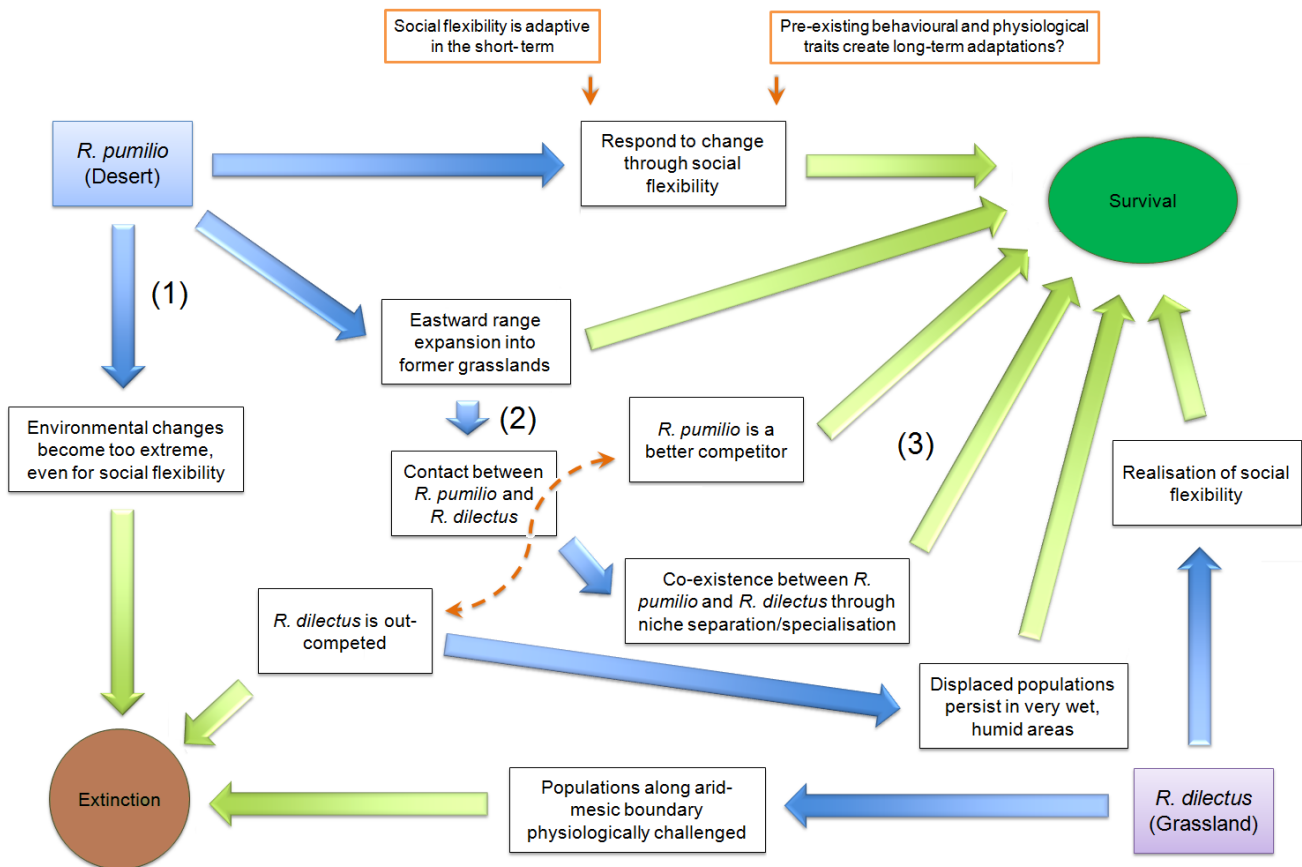 Social flexibility is adaptive
in the short-term
Pre-existing behavioural and physiological
traits create long-term adaptations?
R. pumilio
(Desert)
Respond to change
through social
flexibility
Survival
(1)
Eastward range
expansion into
former grasslands
(2)
R. pumilio is a
better competitor
(3)
Environmental changes
become too extreme,
even for social flexibility
Contact between
R. pumilio and
R. dilectus
Realisation of social
flexibility
Co-existence between R.
pumilio and R. dilectus through
niche separation/specialisation
R. dilectus is out-
competed
Displaced populations
persist in very wet,
humid areas
Extinction
Populations along arid-
mesic boundary
physiologically challenged
R. dilectus
(Grassland)